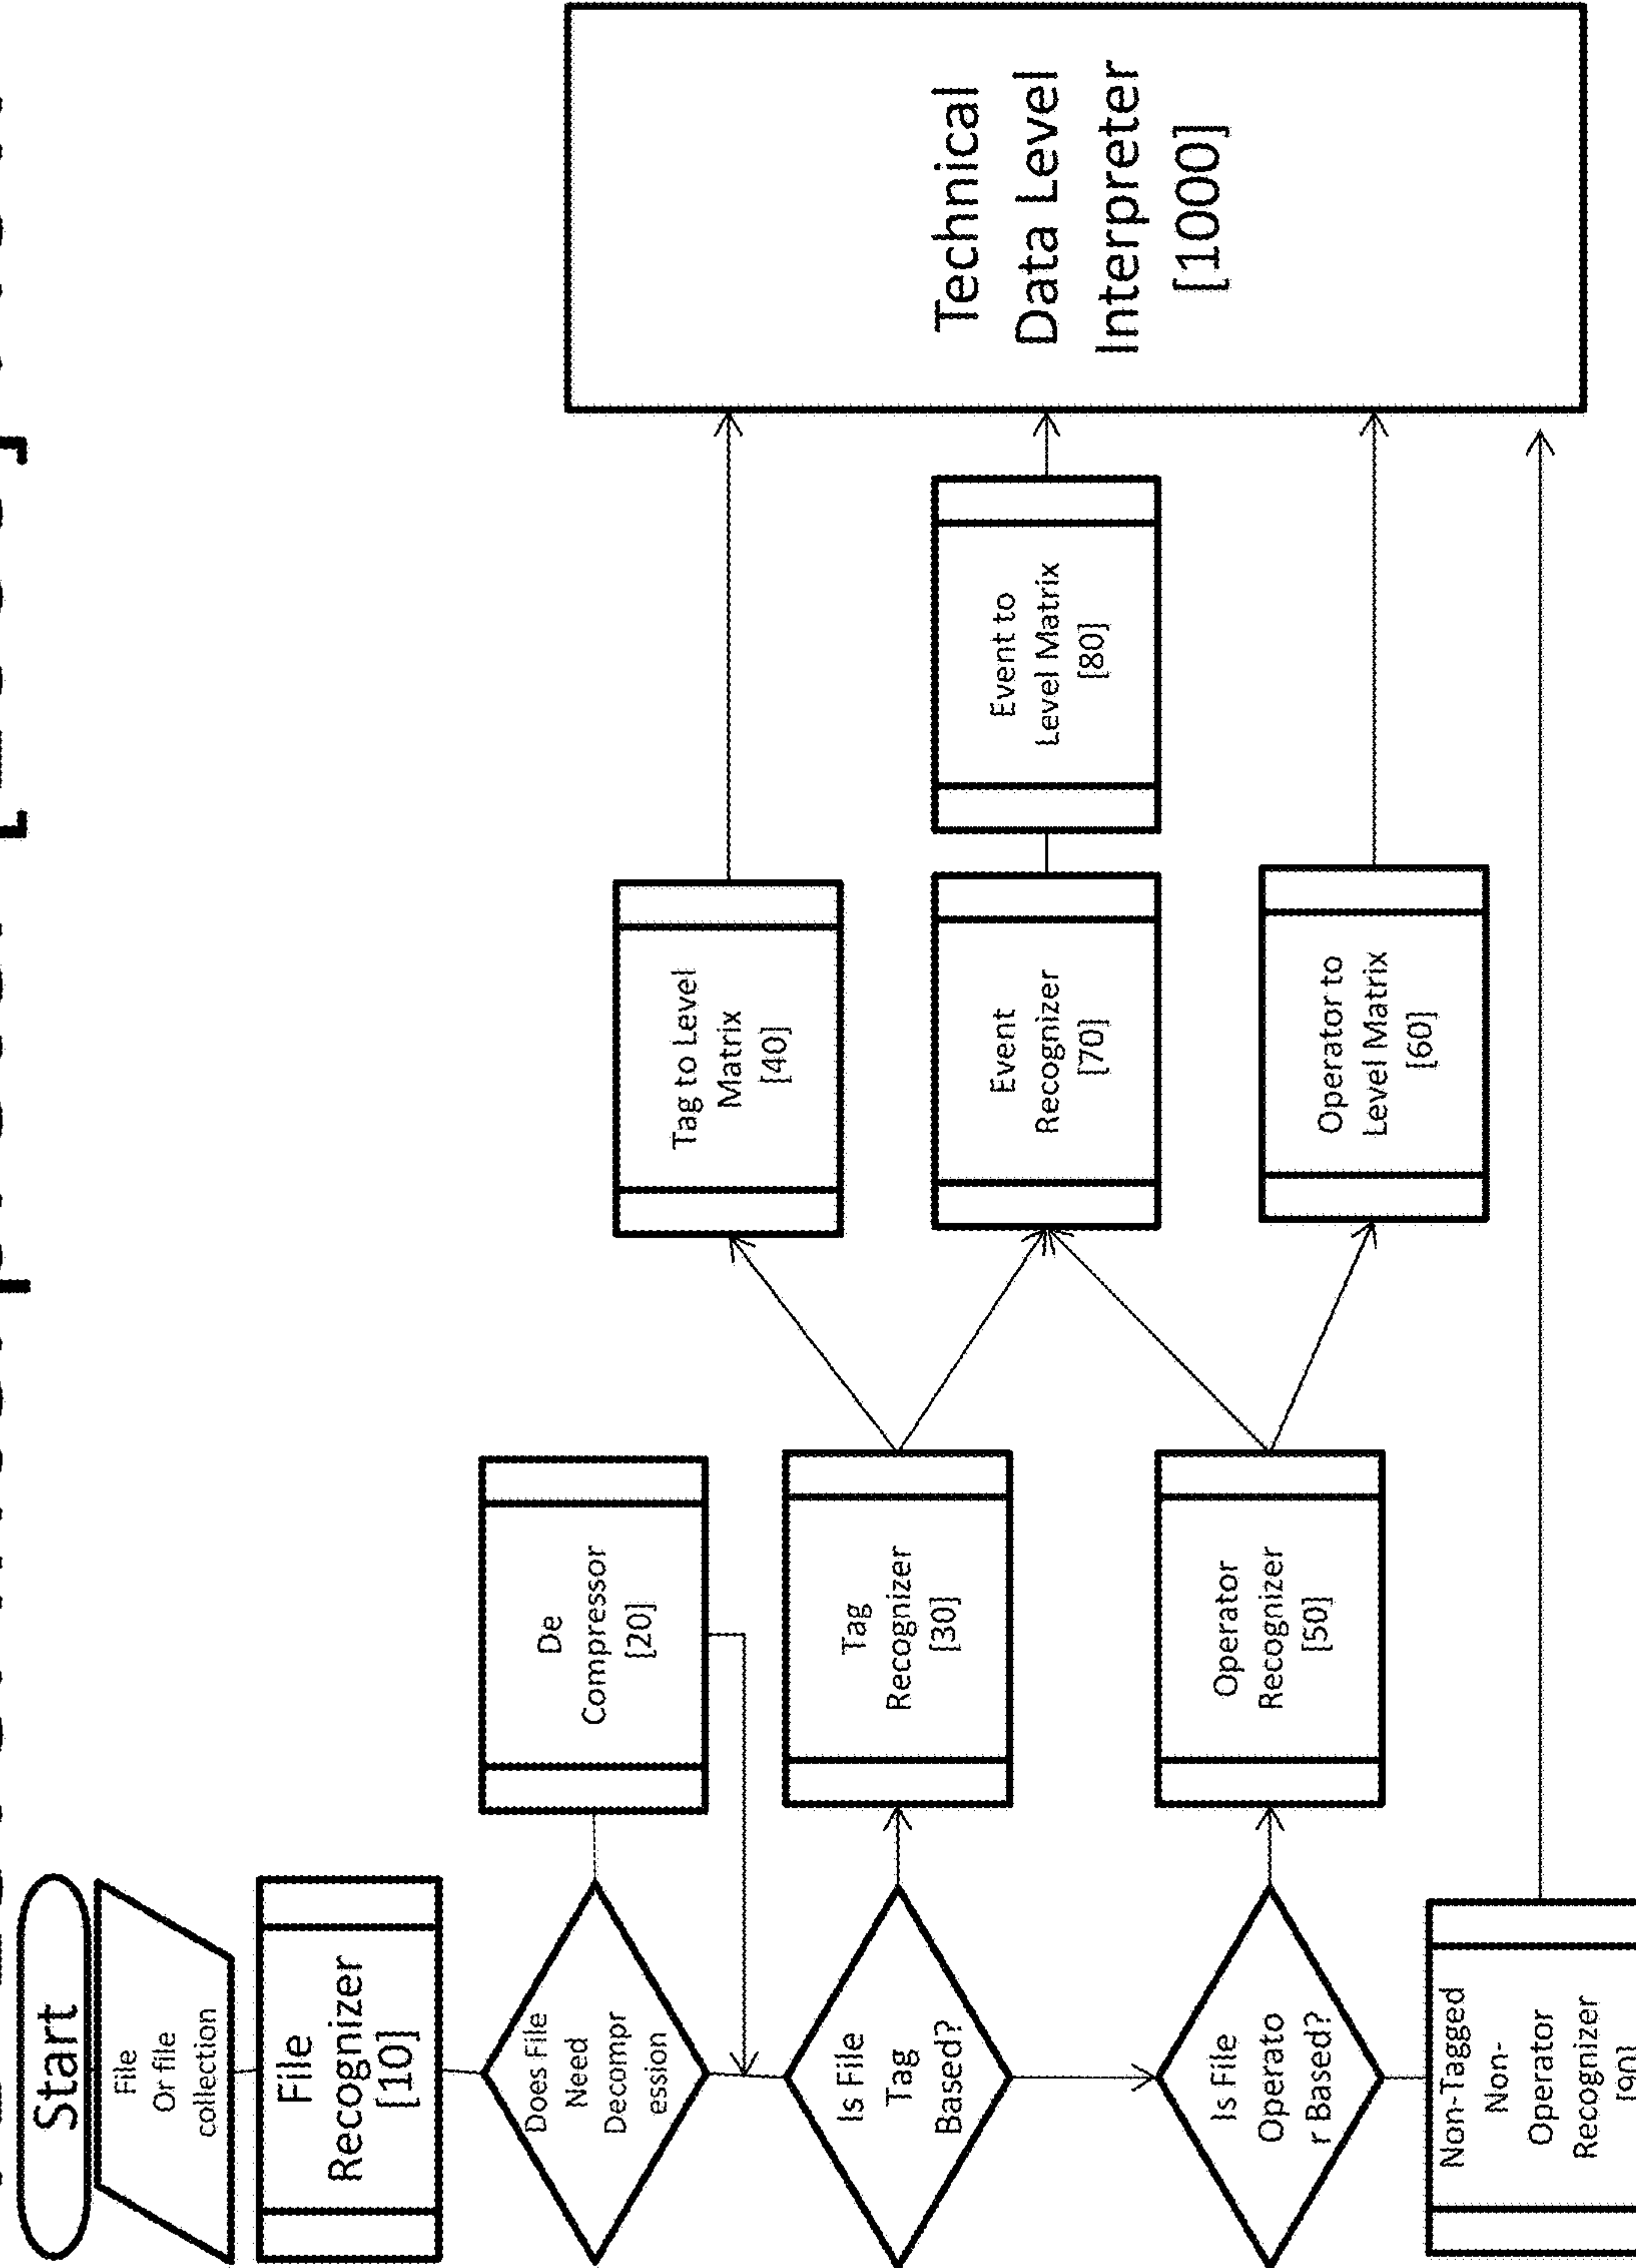 Start
File
Or file
collection
File
Recognizer
[10]
Does File
Need
Decompr
ession
De
Compressor
[20]
Is File
Tag
Based?
Tag
Recognizer
[30]
Tag to Level
Matrix
[40]
Is File
Operato
r Based?
Operator
Recognizer
[50]
Operator to
Level Matrix
[60]
Event
Recognizer
[70]
Event to
Level Matrix
[80]
Non-Tagged
Non-
Operator
Recognizer
[90]
Technical
Data Level
Interpreter
[1000]